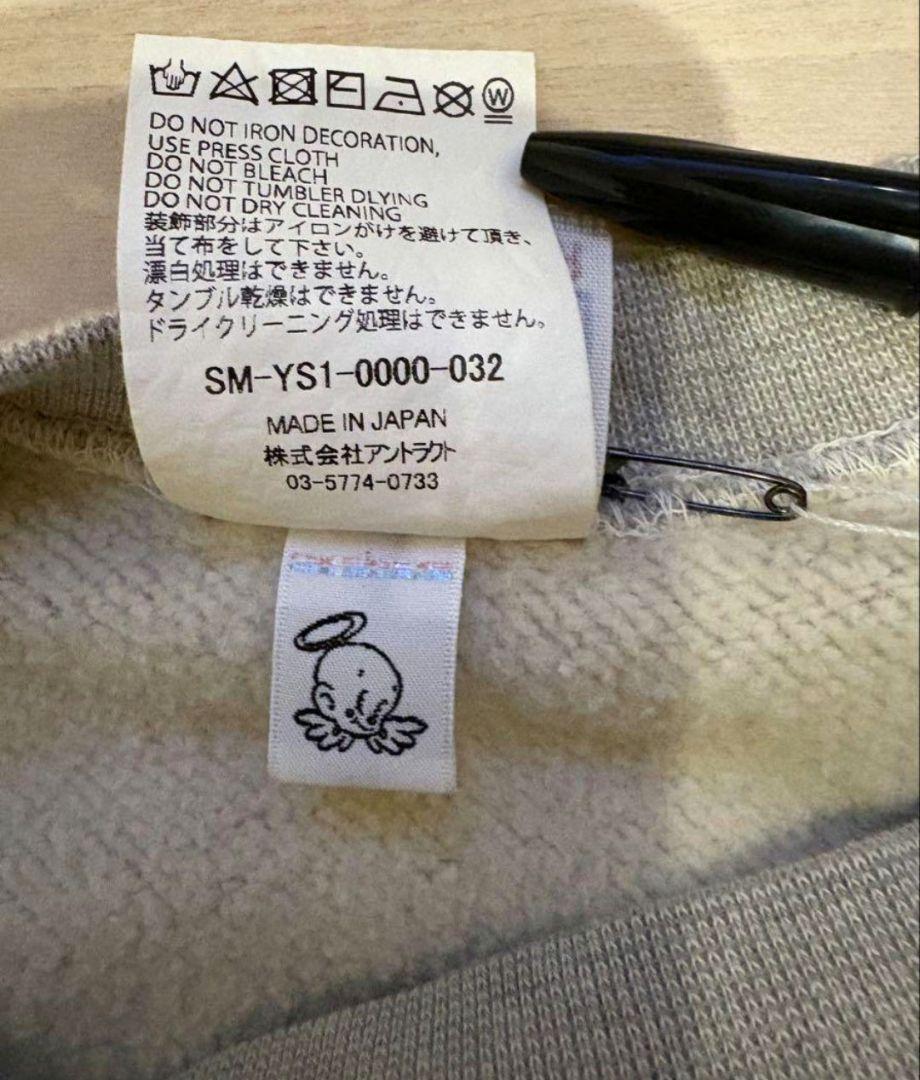 W
DO NOT IRON DECORATION,
USE PRESS CLOTH
DO NOT BLEACH
DO NOT TUMBLER DLYING
DO NOT DRY CLEANING
装飾部分はアイロンがけを避けて頂き、
当て布をして下さい。
漂白処理はできません。
タンブル乾燥はできません。
ドライクリーニング処理はできません。
SM-YS1-0000-032
MADE IN JAPAN
株式会社アントラクト
03-5774-0733